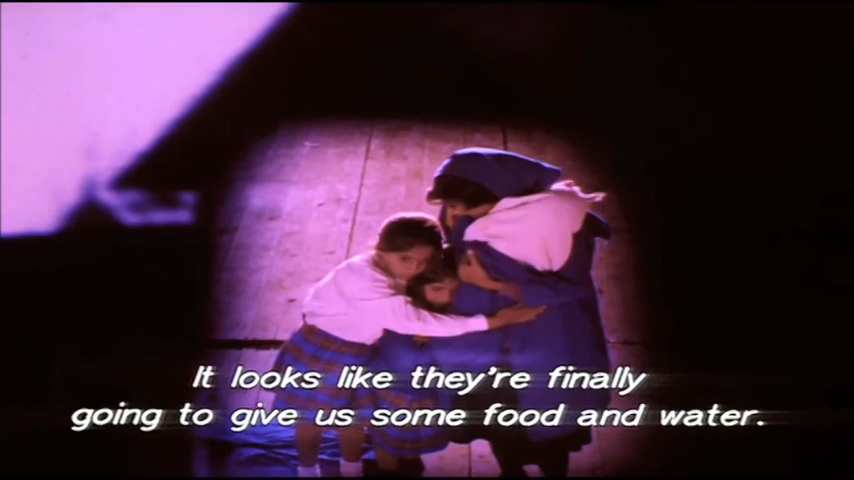 It looks like they're finally
going to give us some food and water.